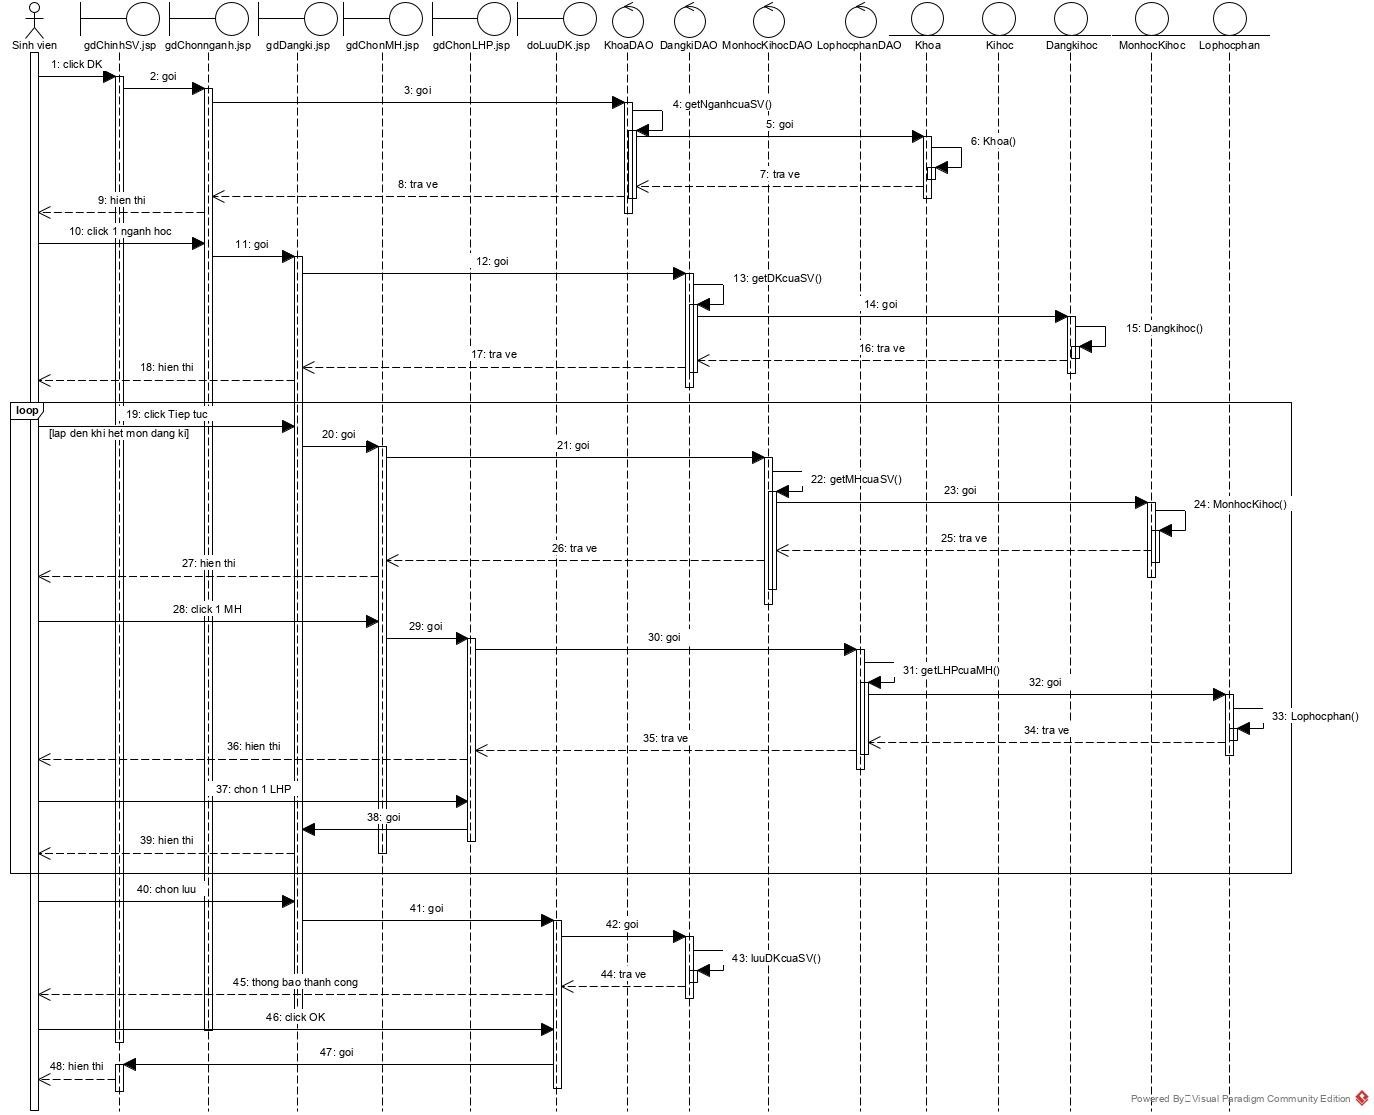 Sinh vien
gdChinhSV.jsp
gdChonnganh.jsp
gdDangki.jsp
gdChonMH.jsp
gdChonLHP.jsp
doLuuDK.jsp
KhoaDAO
DangkiDAO
MonhocKihocDAO
LophocphanDAO
Khoa
Kihoc
Dangkihoc
MonhocKihoc
Lophocphan
1: click DK
2: goi
3: goi
4: getNganhcuaSV()
5: goi
6: Khoa()
7: tra ve
8: tra ve
9: hien thi
10: click 1 nganh hoc
11: goi
12: goi
13: getDKcuaSV()
14: goi
15: Dangkihoc()
16: tra ve
17: tra ve
18: hien thi
loop
19: click Tiep tuc
[lap den khi het mon dang ki]
20: goi
21: goi
22: getMHcuaSV()
23: goi
24: MonhocKihoc()
25: tra ve
26: tra ve
27: hien thi
28: click 1 MH
29: goi
30: goi
31: getLHPcuaMH()
32: goi
33: Lophocphan()
34: tra ve
35: tra ve
36: hien thi
37: chon 1 LHP
38: goi
39: hien thi
40: chon luu
41: goi
42: goi
43: luuDKcuaSV()
44: tra ve
45: thong bao thanh cong
46: click OK
47: goi
48: hien thi
Powered By Visual Paradigm Community Edition